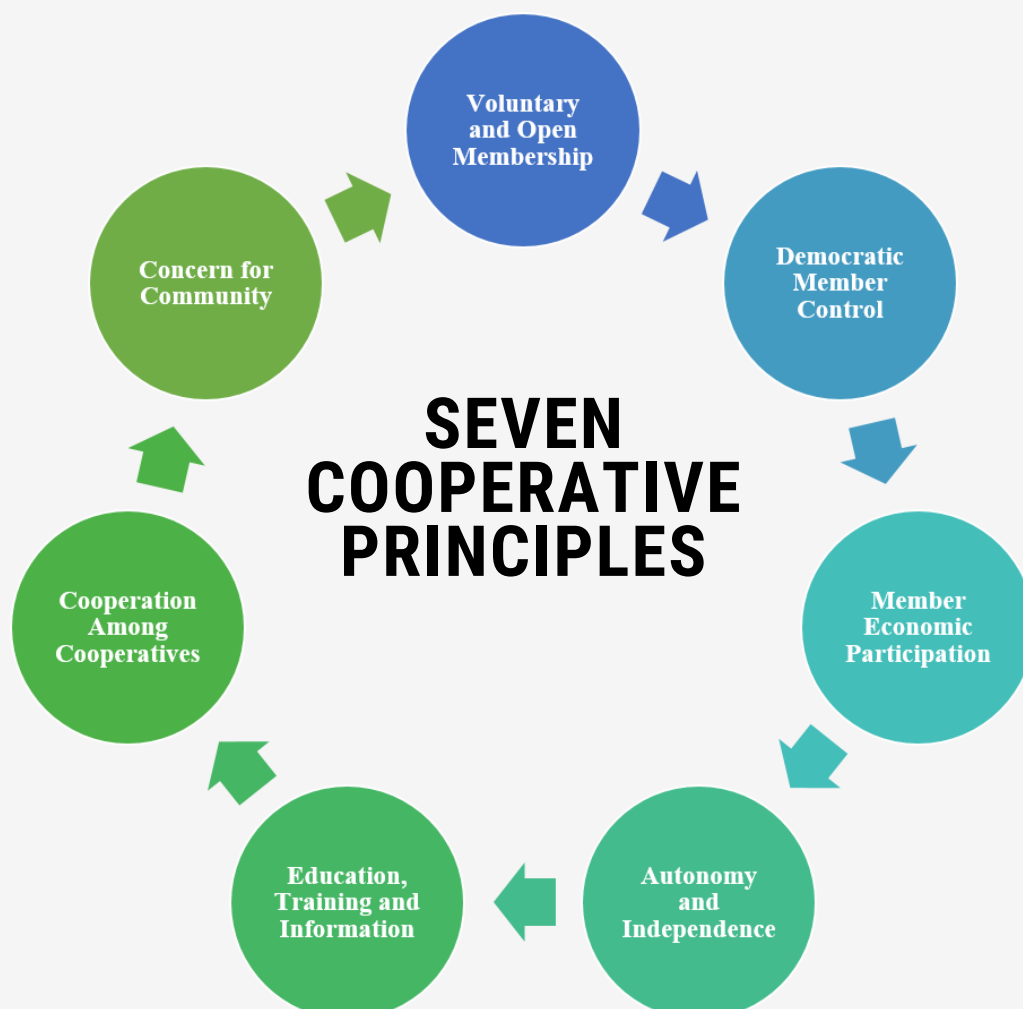 Voluntary
and Open
Membership
Democratic
Member
Control
Member
Economic
Participation
Autonomy
and
Independence
Education,
Training and
Information
Cooperation
Among
Cooperatives
Concern for
Community
SEVEN
COOPERATIVE
PRINCIPLES